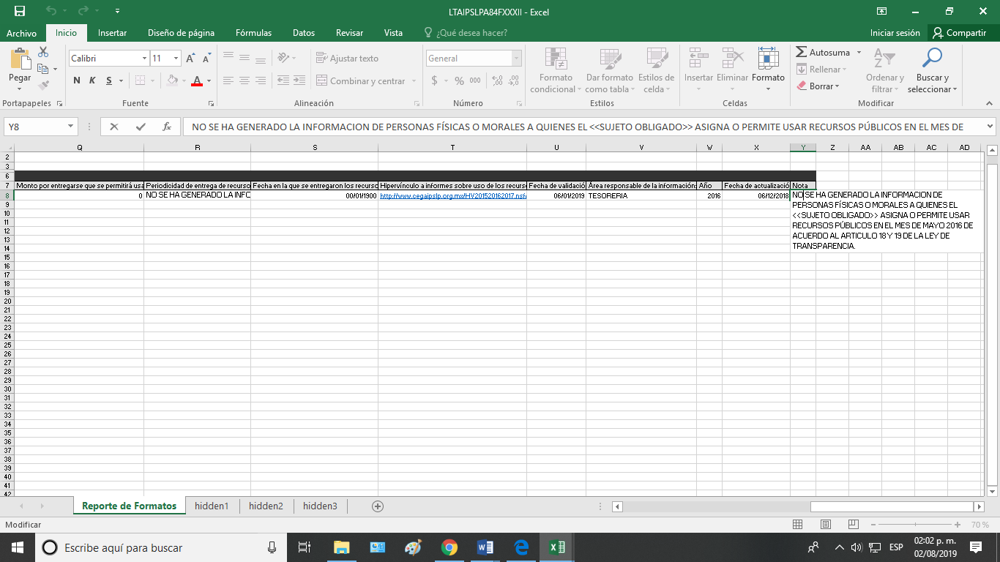 LTAIPSLPA84FXXXII - Excel
Archivo Inicio Insertar Diseño de página Fórmulas Datos Revisar Vista ¿Qué desea hacer? Iniciar sesión Compartir
Pegar
Calibri 11
N K S
Ajustar texto
Combinar y centrar
General
$ % 000
Formato condicional
Dar formato como tabla
Estilos de celda
Insertar Eliminar Formato
Autosuma
Rellenar
Borrar
Ordenar y filtrar
Buscar y seleccionar
Portapapeles Fuente Alineación Número Estilos Celdas Modificar
Y8 fx NO SE HA GENERADO LA INFORMACION DE PERSONAS FÍSICAS O MORALES A QUIENES EL <<SUJETO OBLIGADO>> ASIGNA O PERMITE USAR RECURSOS PÚBLICOS EN EL MES DE
Q R S T U V W X Y Z AA AB AC AD
2
3
6
7 Monto por entregarse que se permitirá usa Periodicidad de entrega de recurso Fecha en la que se entregaron los recurso Hipervínculo a informes sobre uso de los recurs Fecha de validació Área responsable de la información Año Fecha de actualizació Nota
8 0 NO SE HA GENERADO LA INFO 00/01/1900 http://www.cegaipslp.org.mx/HV201520162017.nsf/ 06/01/2019 TESORERIA 2016 06/12/2018 NO SE HA GENERADO LA INFORMACION DE
PERSONAS FÍSICAS O MORALES A QUIENES EL
<<SUJETO OBLIGADO>> ASIGNA O PERMITE USAR
RECURSOS PÚBLICOS EN EL MES DE MAYO 2016 DE
ACUERDO AL ARTICULO 18 Y 19 DE LA LEY DE
TRANSPARENCIA.
9
10
11
12
13
14
15
16
17
18
19
20
21
22
23
24
25
26
27
28
29
30
31
32
33
34
35
36
37
38
39
40
41
42
Reporte de Formatos hidden1 hidden2 hidden3
Modificar 70 %
Escribe aquí para buscar
ESP
02:02 p. m.
02/08/2019